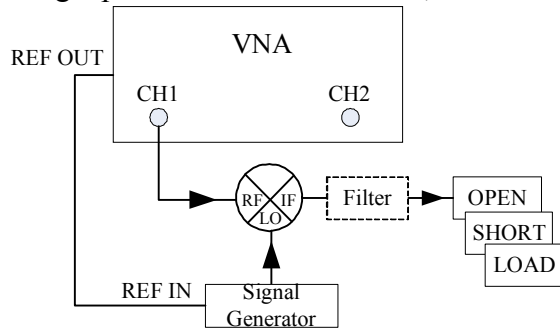 VNA
REF OUT
CH1
CH2
RF
IF
LO
Filter
OPEN
SHORT
LOAD
REF IN
Signal
Generator